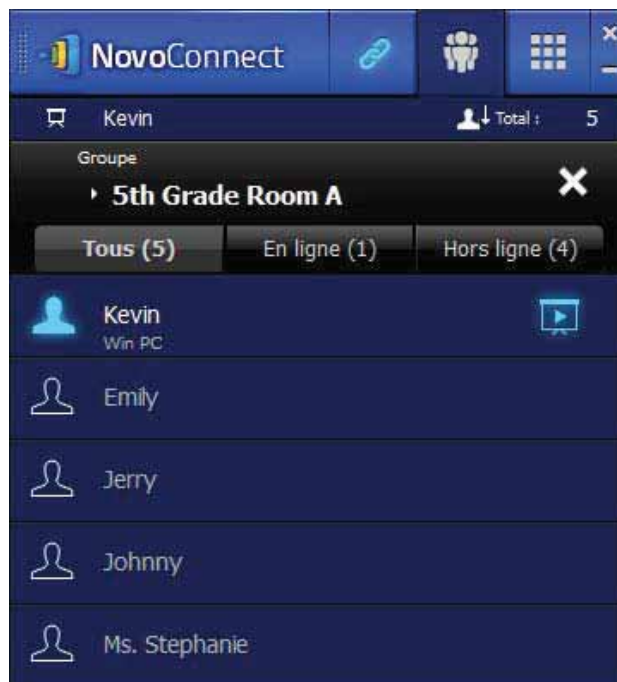 NovoConnect
Kevin Total : 5
Groupe
5th Grade Room A
Tous (5) En ligne (1) Hors ligne (4)
Kevin
Win PC
Emily
Jerry
Johnny
Ms. Stephanie